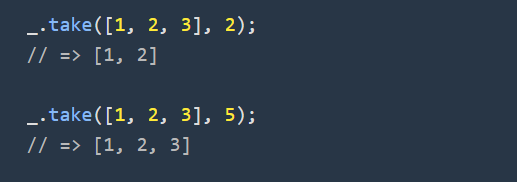 _.take([1, 2, 3], 2);
// => [1, 2]
_.take([1, 2, 3], 5);
// => [1, 2, 3]